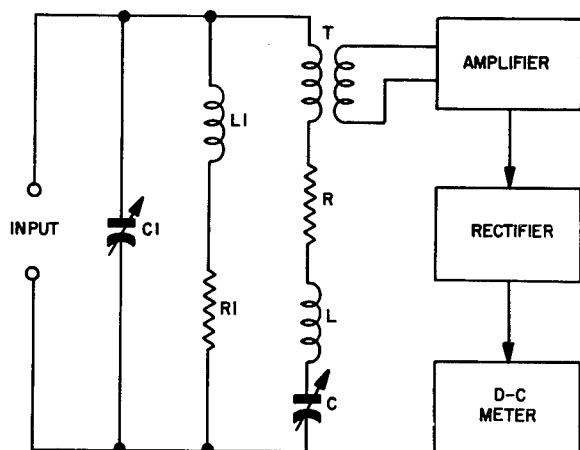 T
AMPLIFIER
L1
R
INPUT
C1
RECTIFIER
R1
L
C
D-C
METER